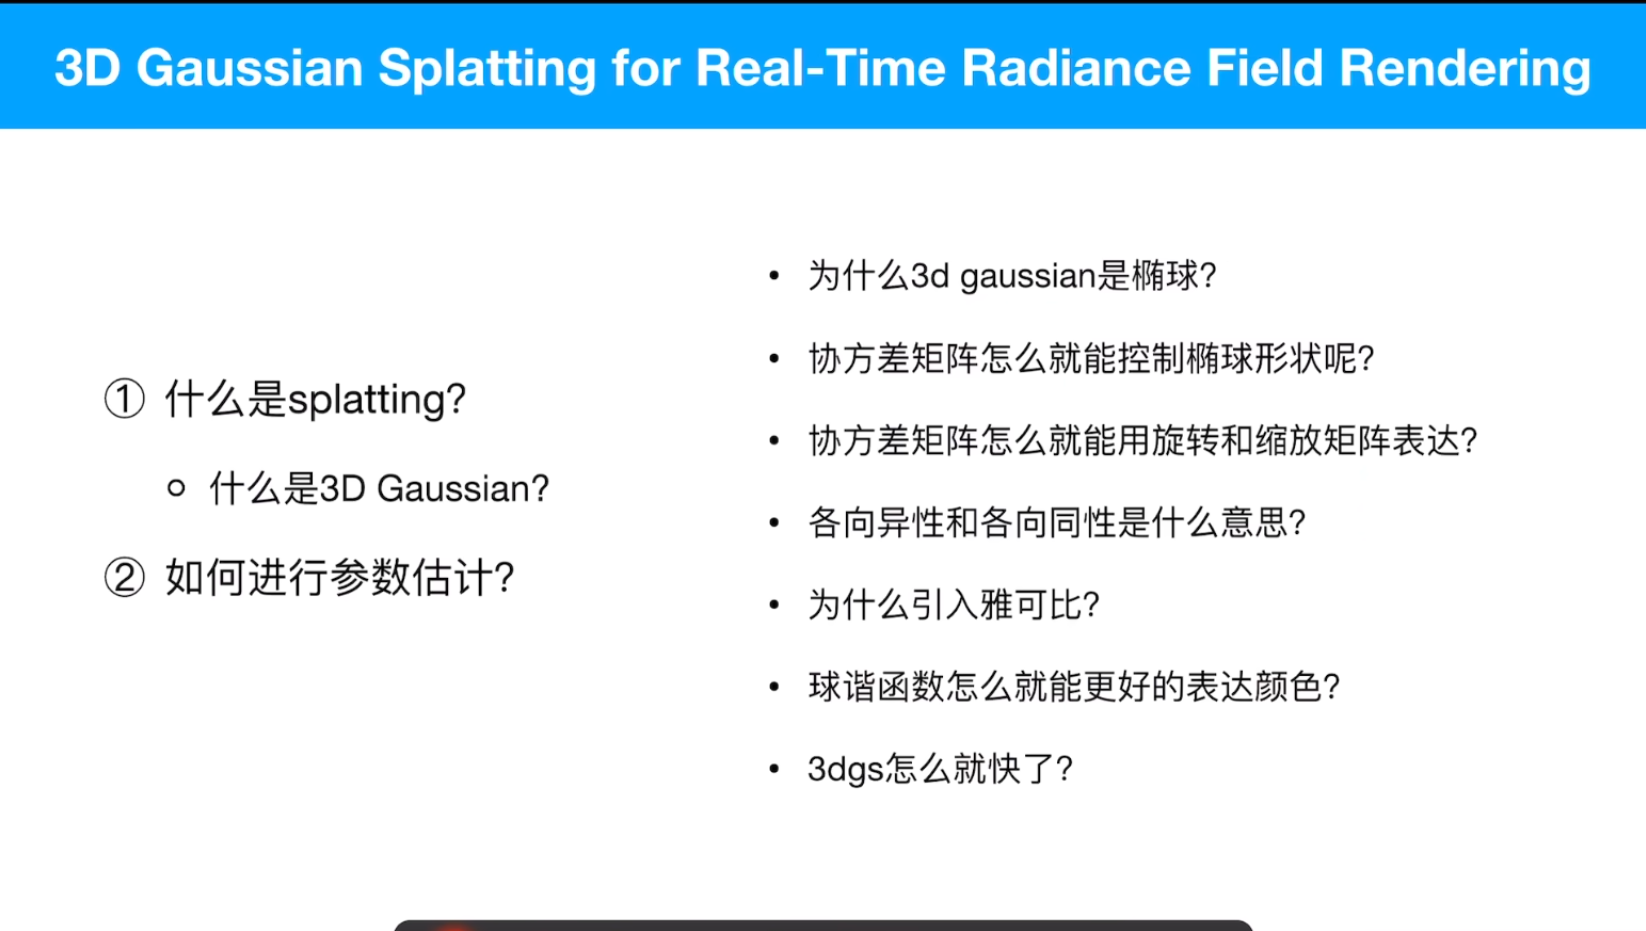 3D Gaussian Splatting for Real-Time Radiance Field Rendering
① 什么是splatting?
什么是3D Gaussian?
② 如何进行参数估计?
• 为什么3d gaussian是椭球?
• 协方差矩阵怎么就能控制椭球形状呢?
• 协方差矩阵怎么就能用旋转和缩放矩阵表达?
• 各向异性和各向同性是什么意思?
• 为什么引入雅可比?
• 球谐函数怎么就能更好的表达颜色?
• 3dgs怎么就快了?